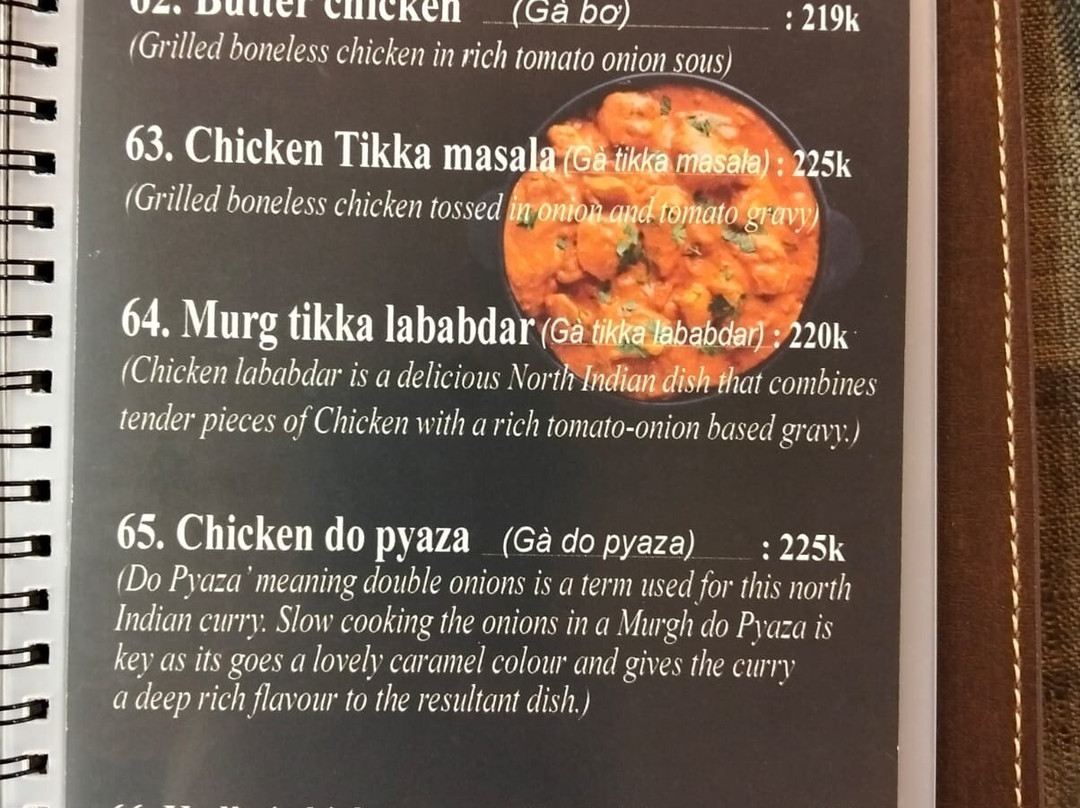 62. Butter chicken (Gà bơ) : 219k
(Grilled boneless chicken in rich tomato onion sous)
63. Chicken Tikka masala (Gà tikka masala) : 225k
(Grilled boneless chicken tossed in onion and tomato gravy)
64. Murg tikka lababdar (Gà tikka lababdar) : 220k
(Chicken lababdar is a delicious North Indian dish that combines
tender pieces of Chicken with a rich tomato-onion based gravy.)
65. Chicken do pyaza (Gà do pyaza) : 225k
(Do Pyaza' meaning double onions is a term used for this north
Indian curry. Slow cooking the onions in a Murgh do Pyaza is
key as its goes a lovely caramel colour and gives the curry
a deep rich flavour to the resultant dish.)